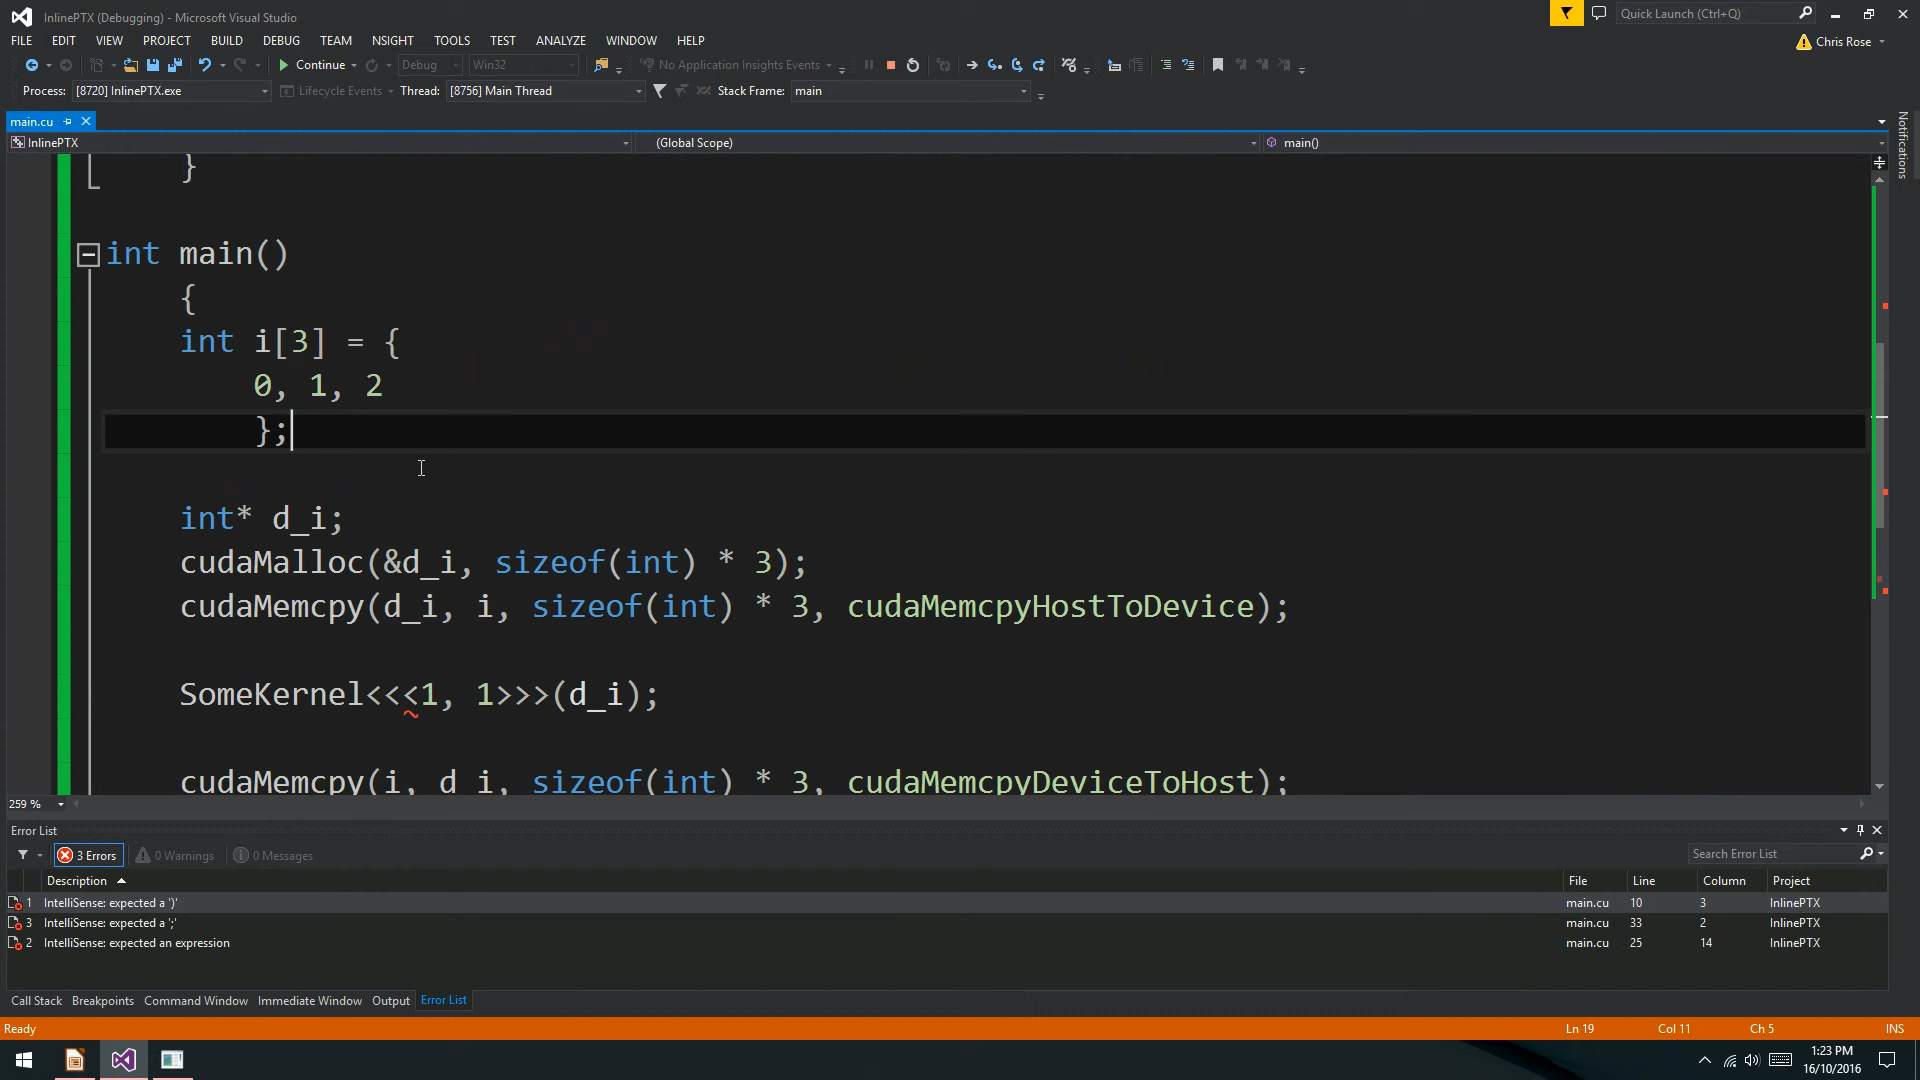 InlinePTX (Debugging) - Microsoft Visual Studio
Quick Launch (Ctrl+Q)
FILE EDIT VIEW PROJECT BUILD DEBUG TEAM NSIGHT TOOLS TEST ANALYZE WINDOW HELP
Chris Rose
Continue Debug Win32 No Application Insights Events
Process: [8720] InlinePTX.exe Lifecycle Events Thread: [8756] Main Thread Stack Frame: main
main.cu
Notifications
InlinePTX (Global Scope) main()
}
int main()
{
int i[3] = {
0, 1, 2
};
int* d_i;
cudaMalloc(&d_i, sizeof(int) * 3);
cudaMemcpy(d_i, i, sizeof(int) * 3, cudaMemcpyHostToDevice);
SomeKernel<<<1, 1>>>(d_i);
cudaMemcpy(i, d_i, sizeof(int) * 3, cudaMemcpyDeviceToHost);
259 %
Error List
3 Errors 0 Warnings 0 Messages
Search Error List
Description File Line Column Project
1 IntelliSense: expected a ')' main.cu 10 3 InlinePTX
3 IntelliSense: expected a ';' main.cu 33 2 InlinePTX
2 IntelliSense: expected an expression main.cu 25 14 InlinePTX
Call Stack Breakpoints Command Window Immediate Window Output Error List
Ready Ln 19 Col 11 Ch 5 INS
1:23 PM
16/10/2016